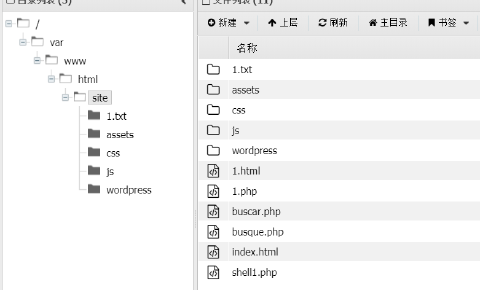 目录列表 (5)
/
var
www
html
site
1.txt
assets
css
js
wordpress
文件列表 (11)
新建 上层 刷新 主目录 书签
名称
1.txt
assets
css
js
wordpress
1.html
1.php
buscar.php
busque.php
index.html
shell1.php